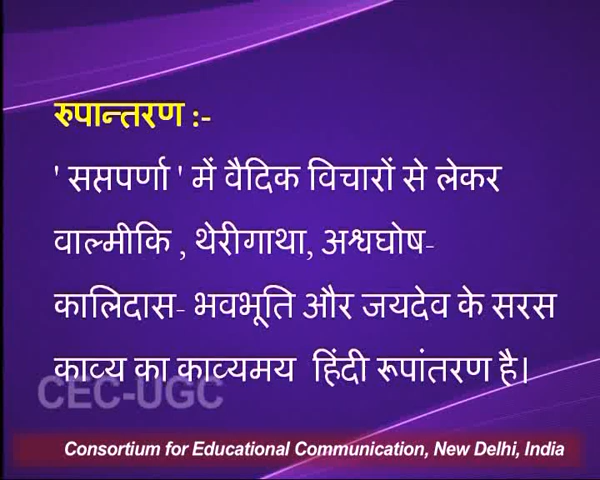 रुपान्तरण :-
' सप्तपर्णा ' में वैदिक विचारों से लेकर
वाल्मीकि , थेरीगाथा, अश्वघोष-
कालिदास- भवभूति और जयदेव के सरस
काव्य का काव्यमय हिंदी रूपांतरण है।
CEC-UGC
Consortium for Educational Communication, New Delhi, India